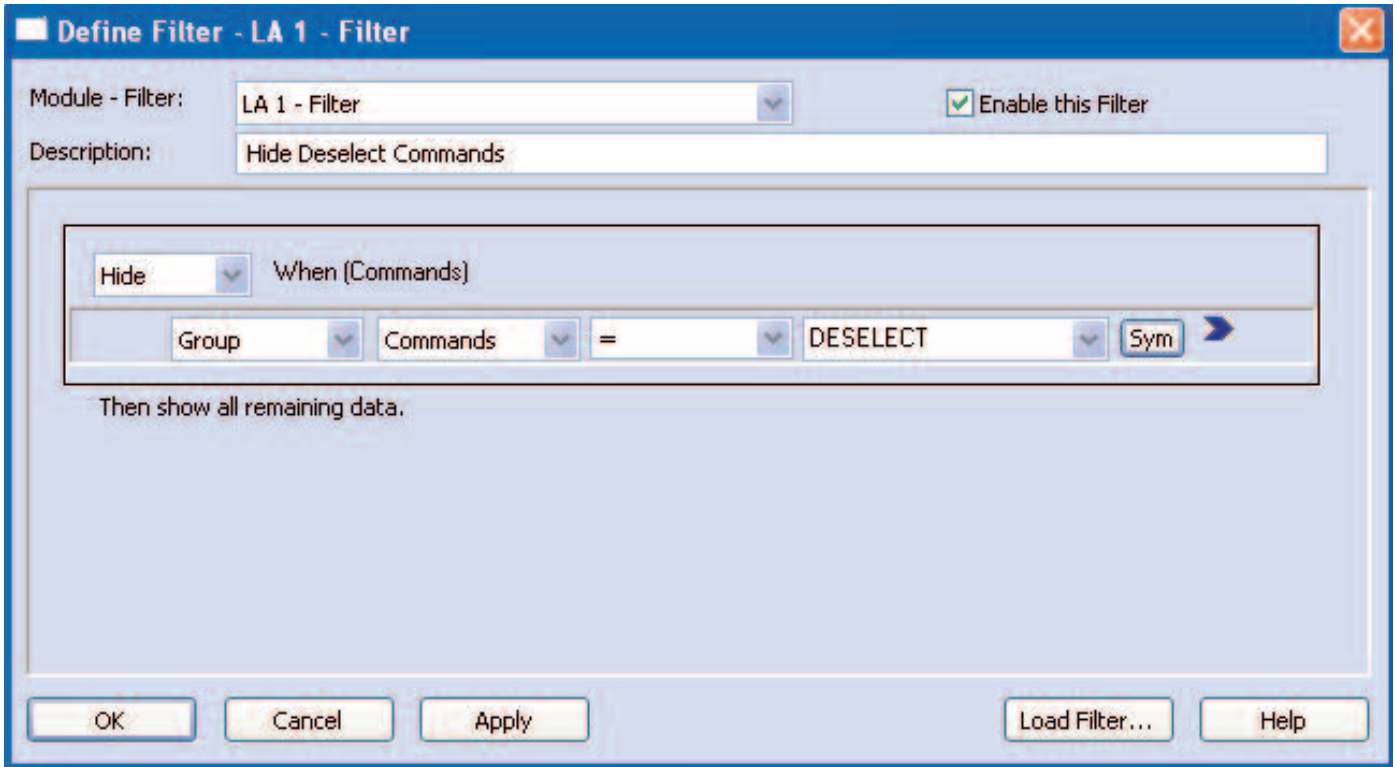 Define Filter - LA 1 - Filter
Module - Filter: LA 1 - Filter Enable this Filter
Description: Hide Deselect Commands
Hide When (Commands)
Group Commands = DESELECT Sym
Then show all remaining data.
OK Cancel Apply Load Filter... Help